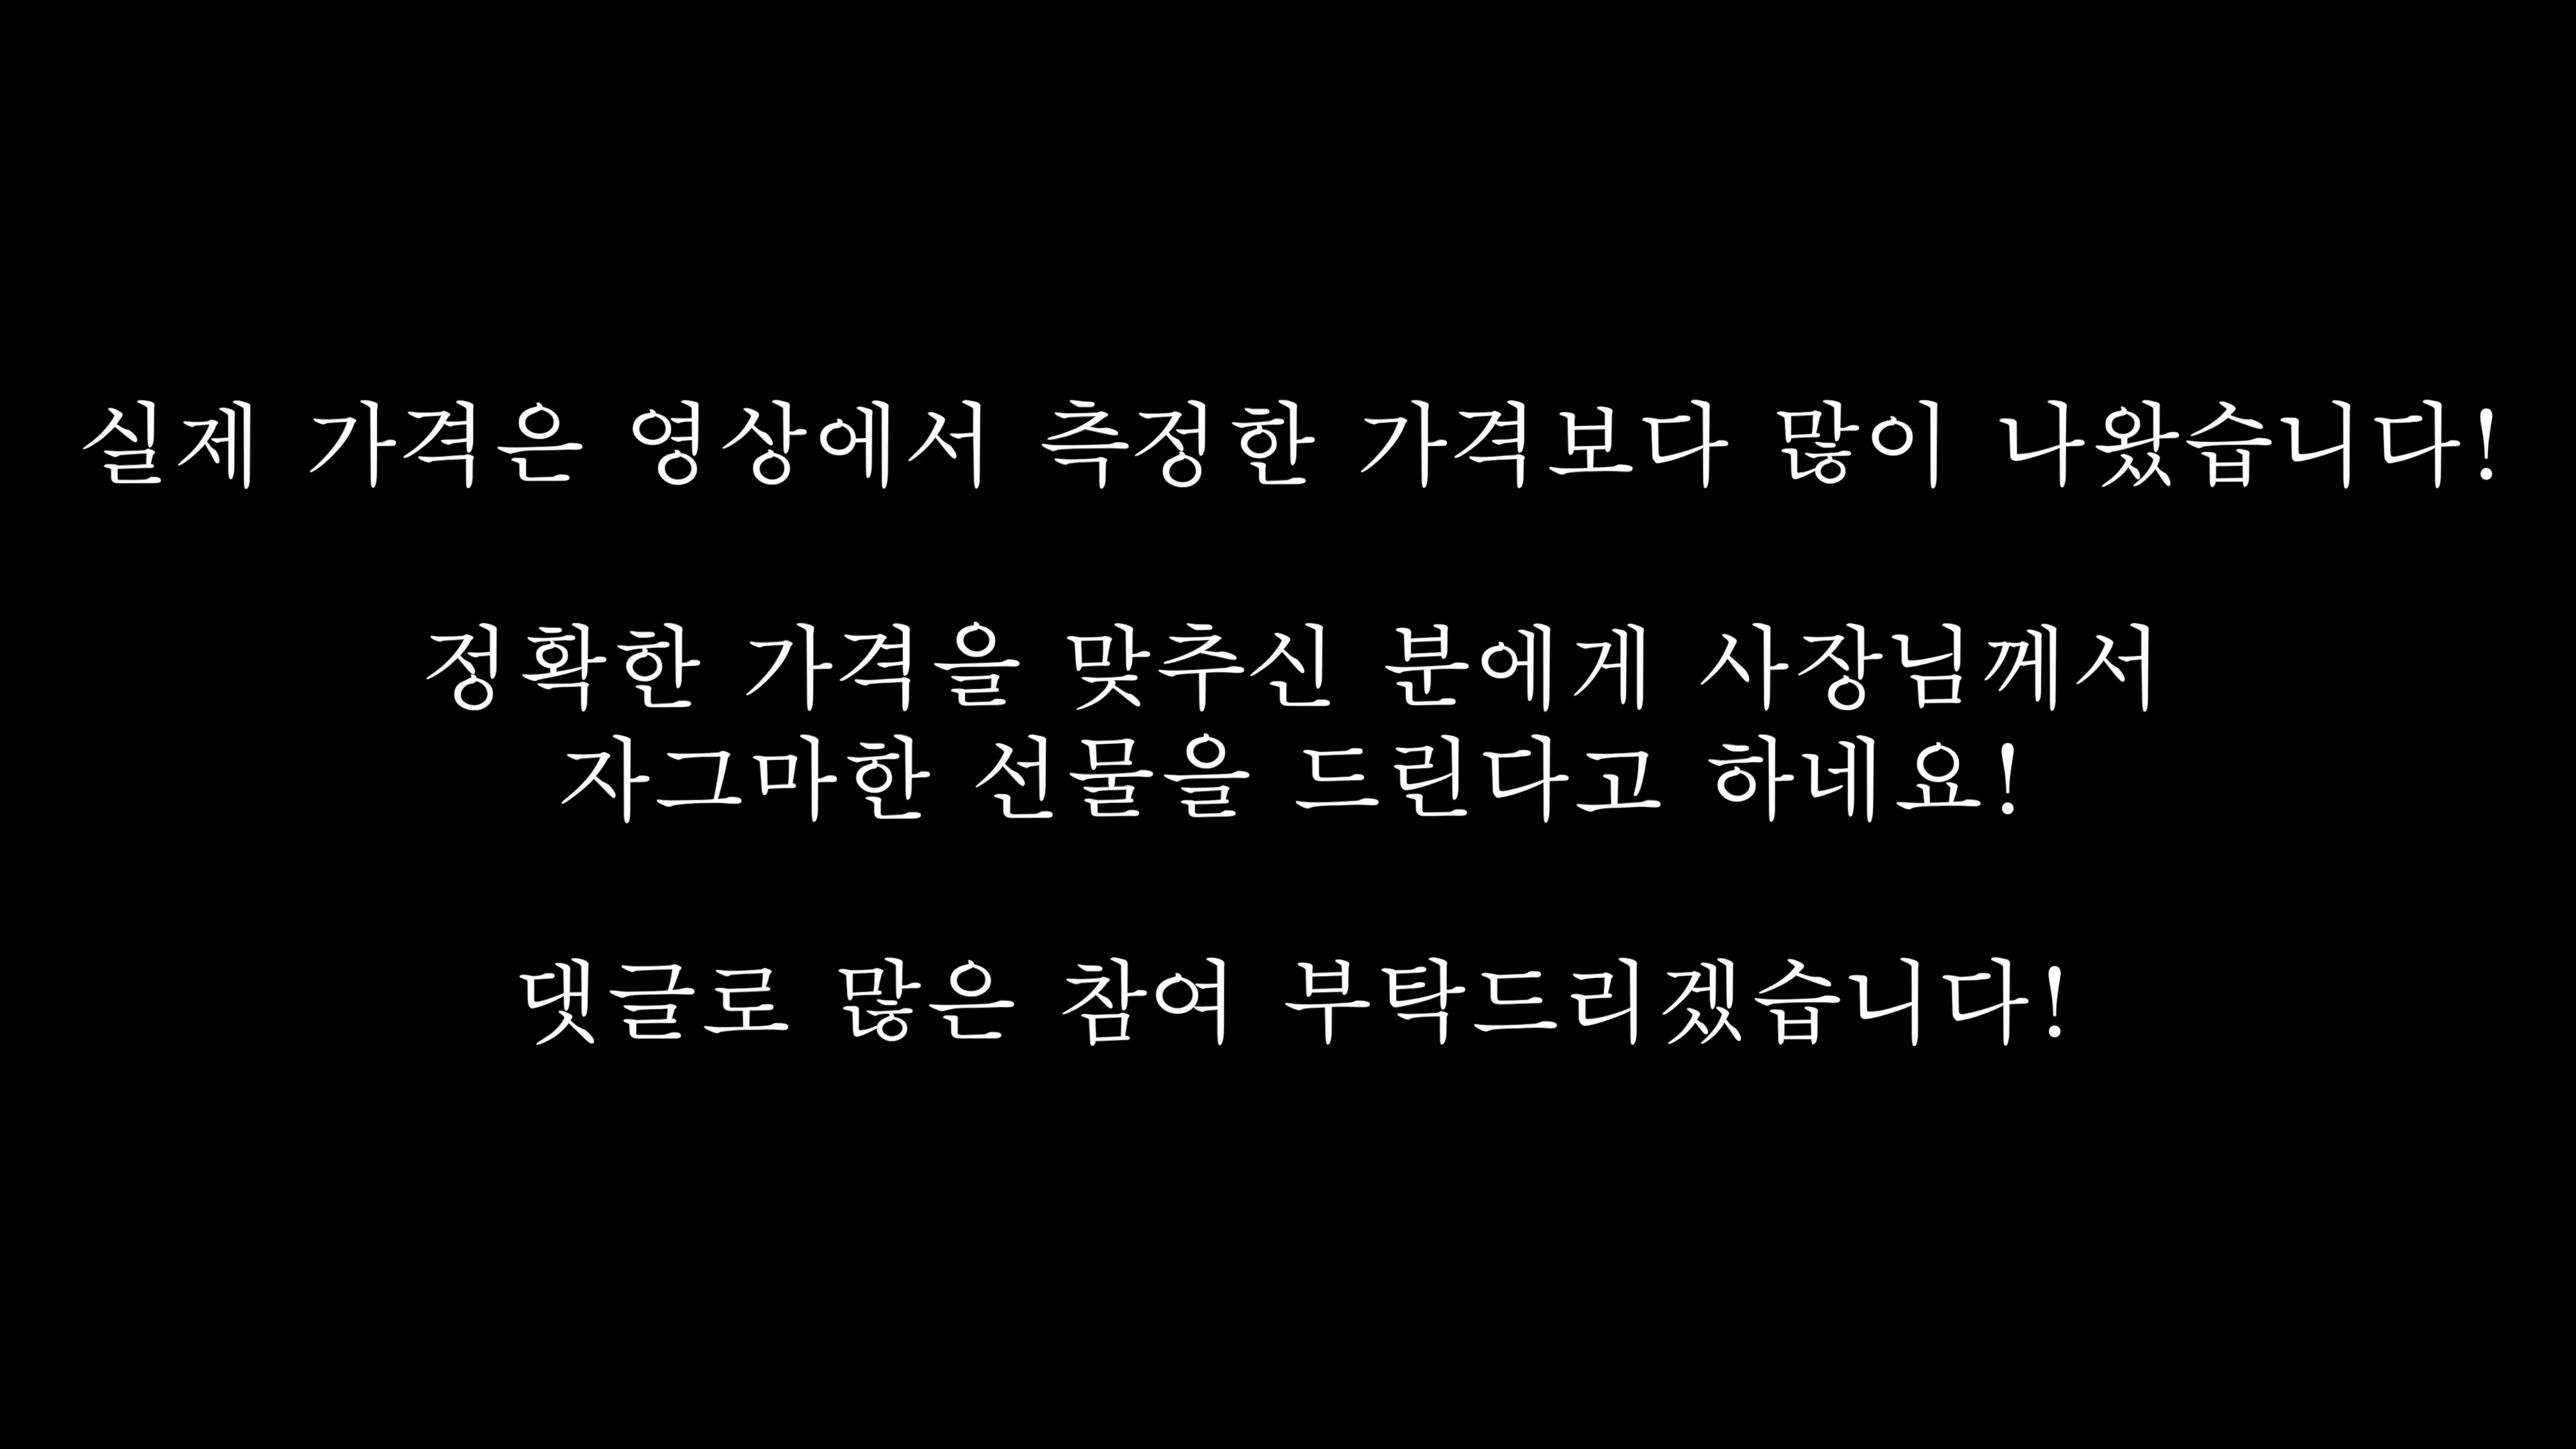 실제 가격은 영상에서 측정한 가격보다 많이 나왔습니다!
정확한 가격을 맞추신 분에게 사장님께서
자그마한 선물을 드린다고 하네요!
댓글로 많은 참여 부탁드리겠습니다!